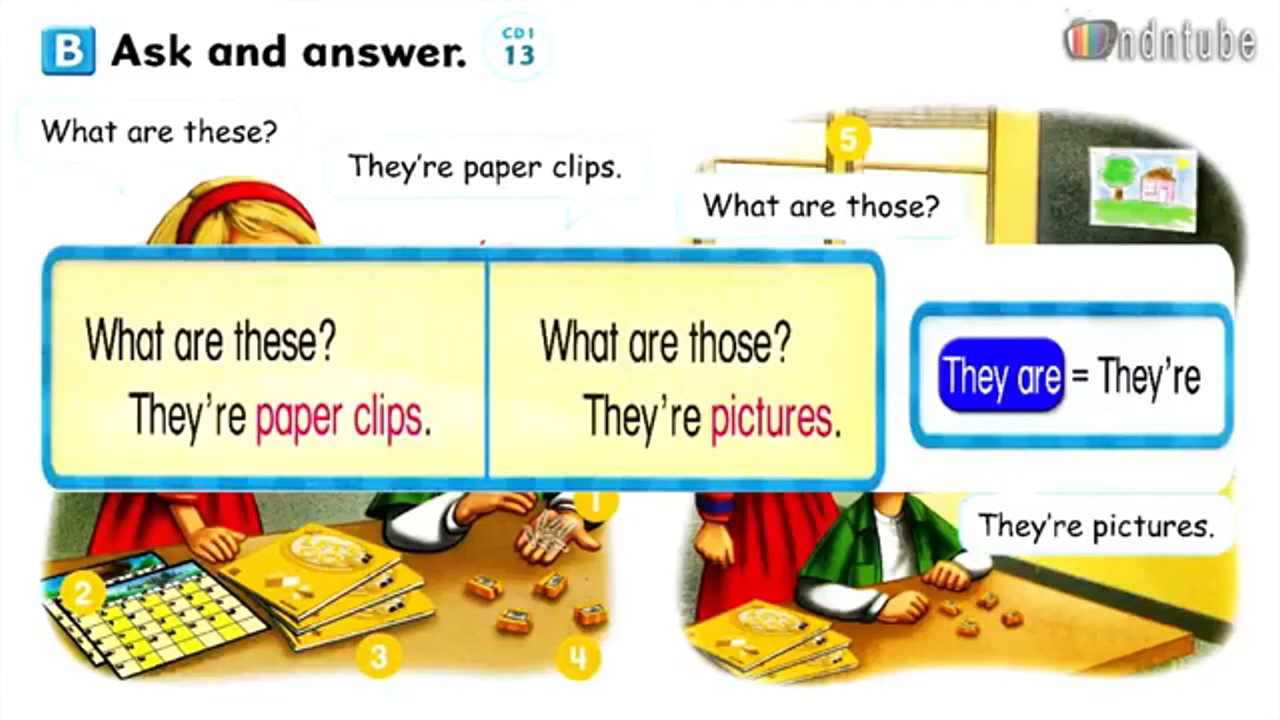 B Ask and answer. CD1 13
ndntube
What are these?
They're paper clips.
5
What are those?
What are these?
They're paper clips.
What are those?
They're pictures.
They are = They're
1
They're pictures.
2
3
4